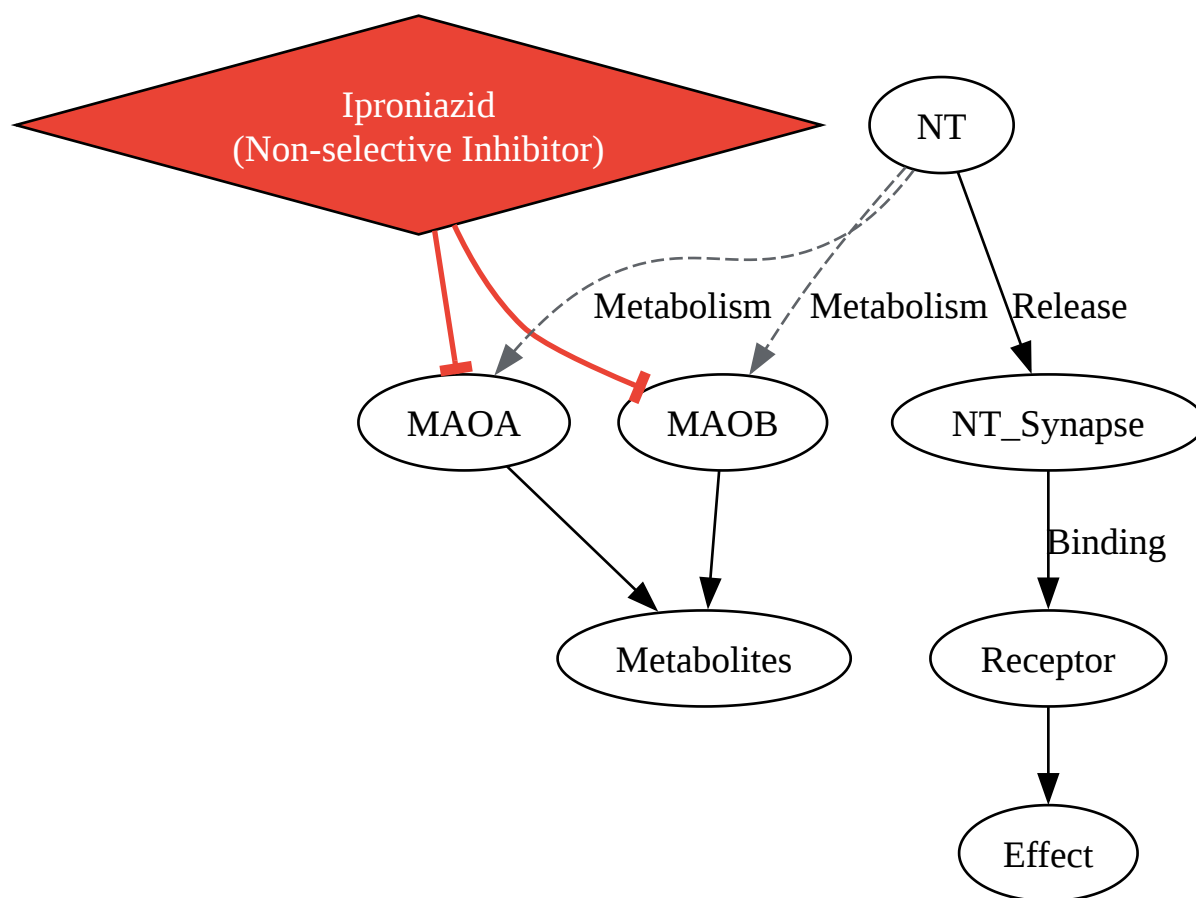 Iproniazid
(Non-selective Inhibitor)
NT
Metabolism
Metabolism
Release
MAOA
MAOB
NT_Synapse
Binding
Metabolites
Receptor
Effect